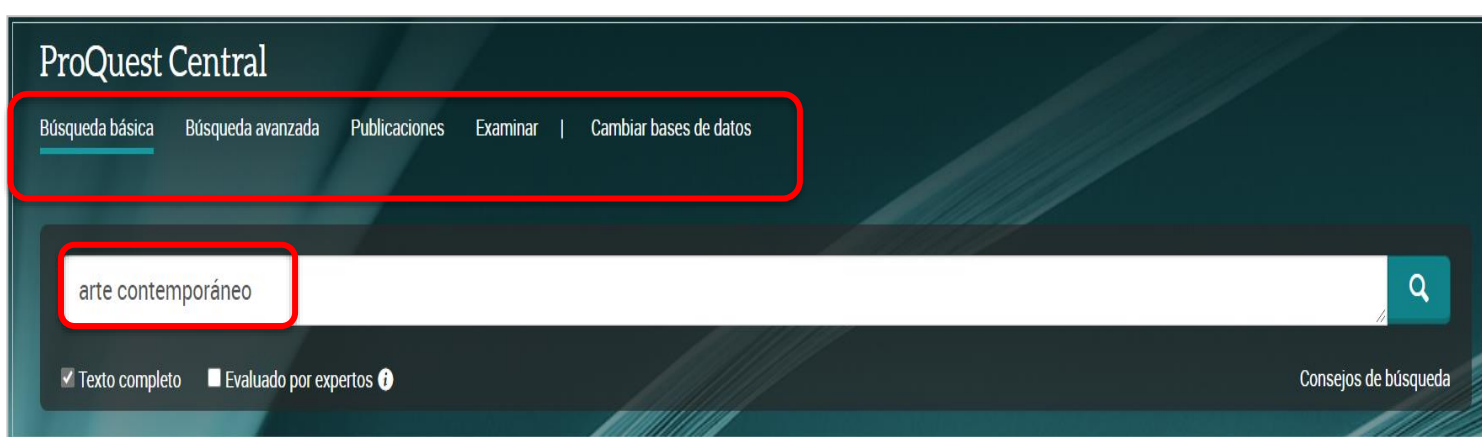 ProQuest Central
Búsqueda básica Búsqueda avanzada Publicaciones Examinar | Cambiar bases de datos
arte contemporáneo
Texto completo Evaluado por expertos
Consejos de búsqueda